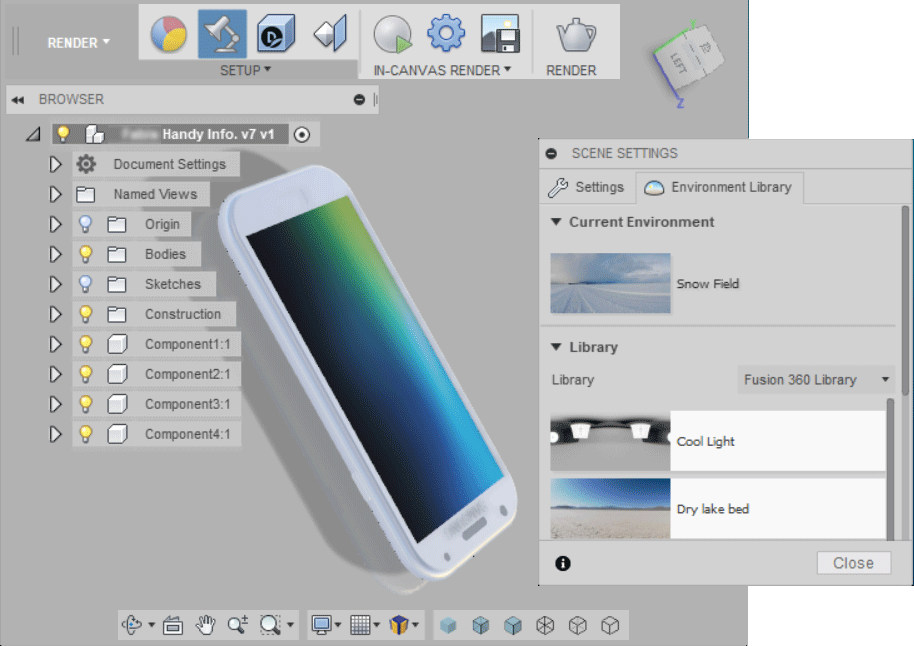 RENDER
SETUP
IN-CANVAS RENDER
RENDER
LEFT
Z
BROWSER
Handy Info. v7 v1
Document Settings
Named Views
Origin
Bodies
Sketches
Construction
Component1:1
Component2:1
Component3:1
Component4:1
SCENE SETTINGS
Settings
Environment Library
Current Environment
Snow Field
Library
Library
Fusion 360 Library
Cool Light
Dry lake bed
Close